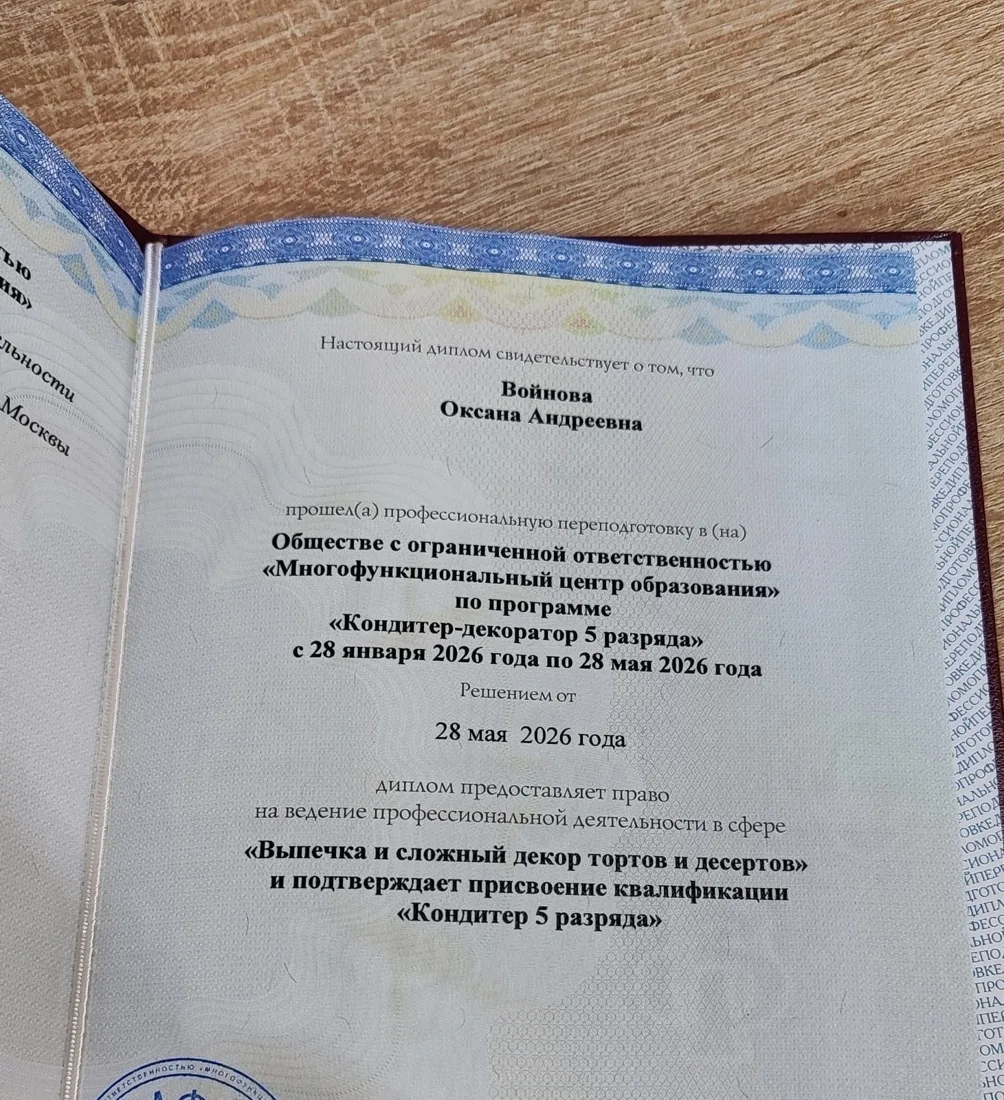 льности
Москвы
Настоящий диплом свидетельствует о том, что
Войнова
Оксана Андреевна
прошел(а) профессиональную переподготовку в (на)
Обществе с ограниченной ответственностью
«Многофункциональный центр образования»
по программе
«Кондитер-декоратор 5 разряда»
с 28 января 2026 года по 28 мая 2026 года
Решением от
28 мая 2026 года
диплом предоставляет право
на ведение профессиональной деятельности в сфере
«Выпечка и сложный декор тортов и десертов»
и подтверждает присвоение квалификации
«Кондитер 5 разряда»